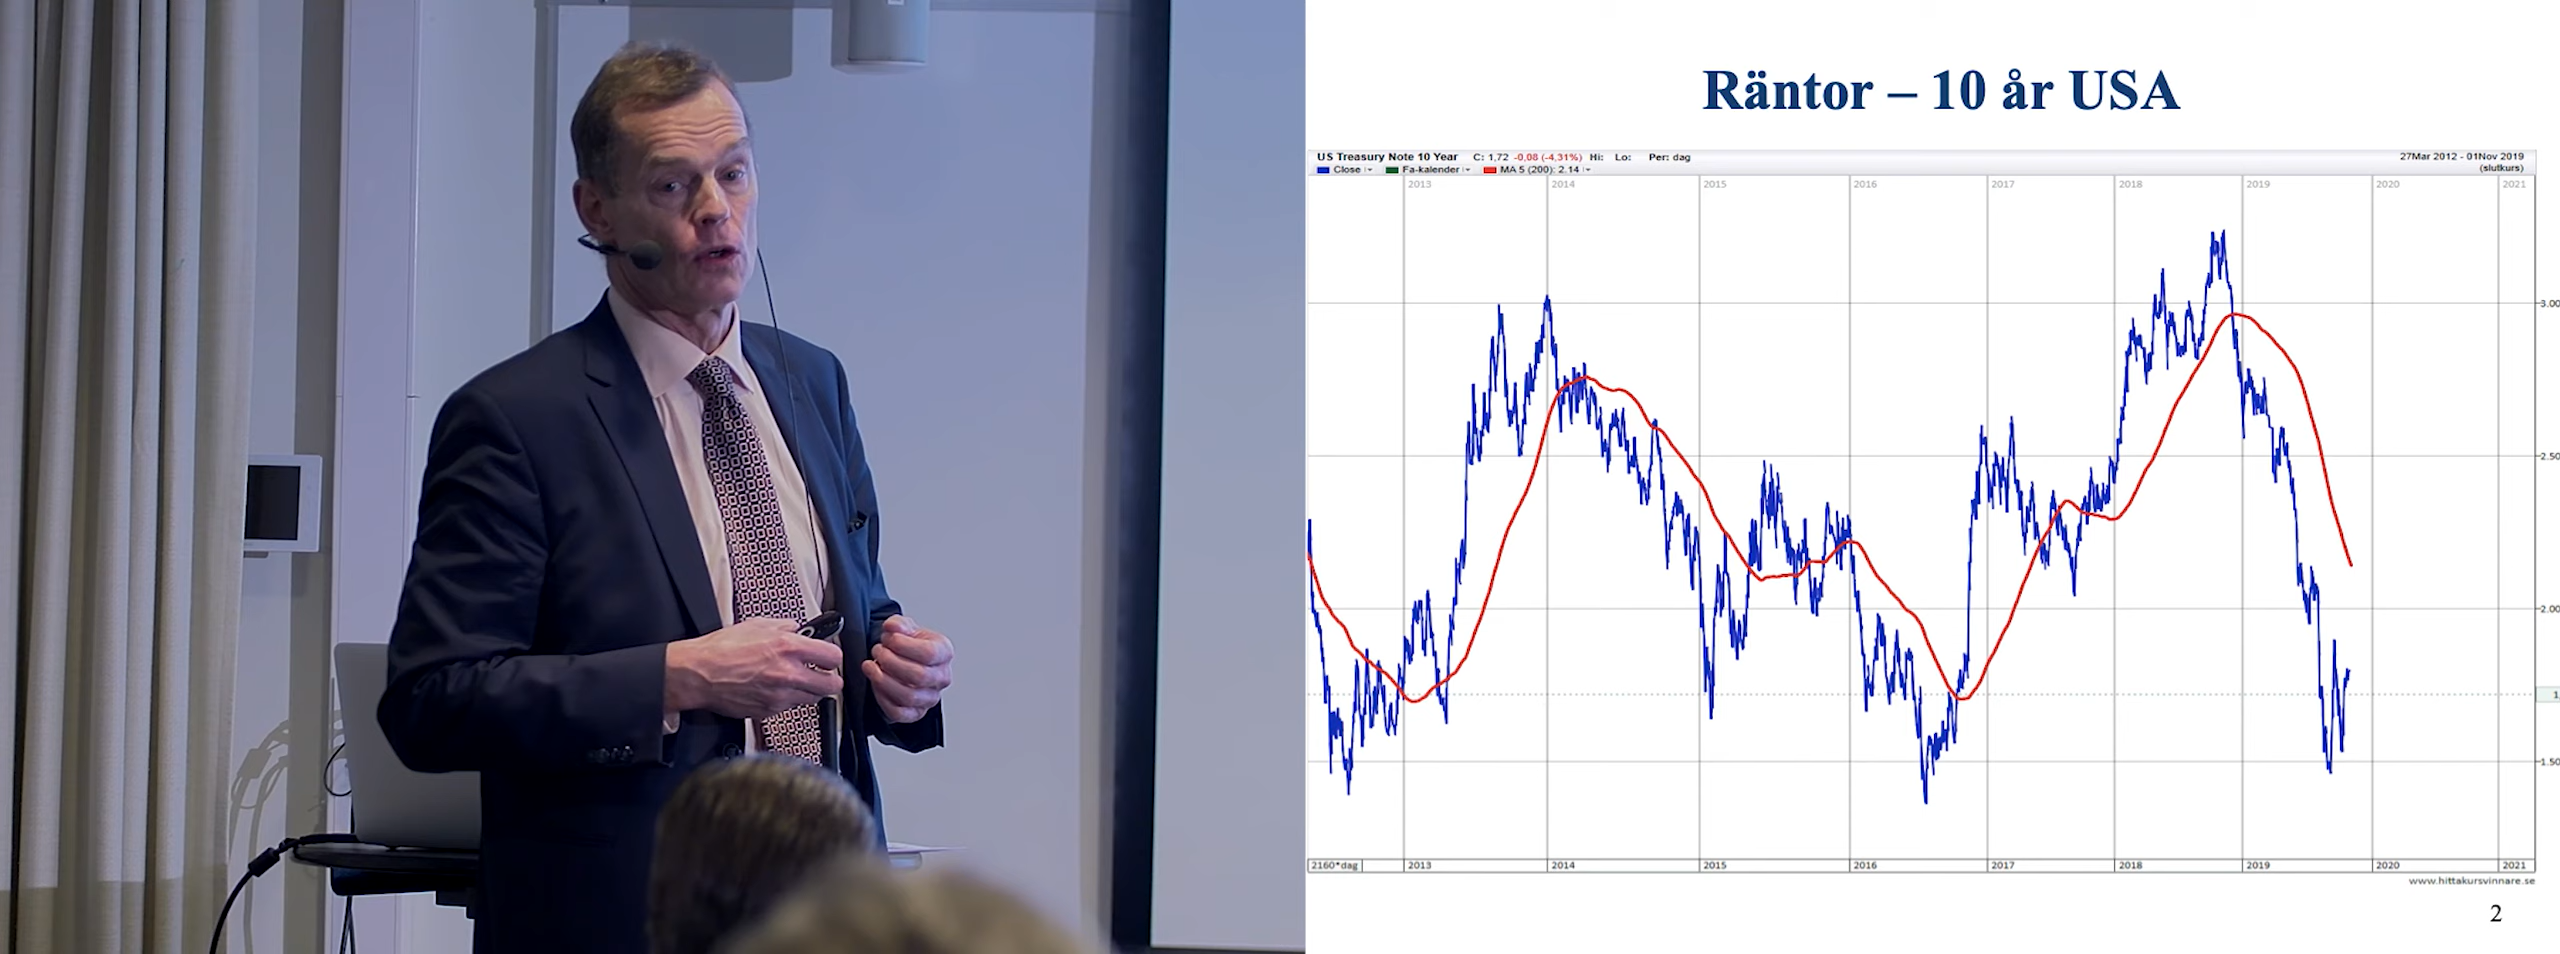 Räntor – 10 år USA
US Treasury Note 10 Year C: 1,72 -0,08 (-4,31%) Hi: Lo: Per: dag 27Mar 2012 - 01Nov 2019
Close Fa-kalender MA 5 (200): 2.14 (slutkurs)
2013 2014 2015 2016 2017 2018 2019 2020 2021
3.00
2.50
2.00
1.50
2160*dag 2013 2014 2015 2016 2017 2018 2019 2020 2021
www.hittakursvinnare.se
2